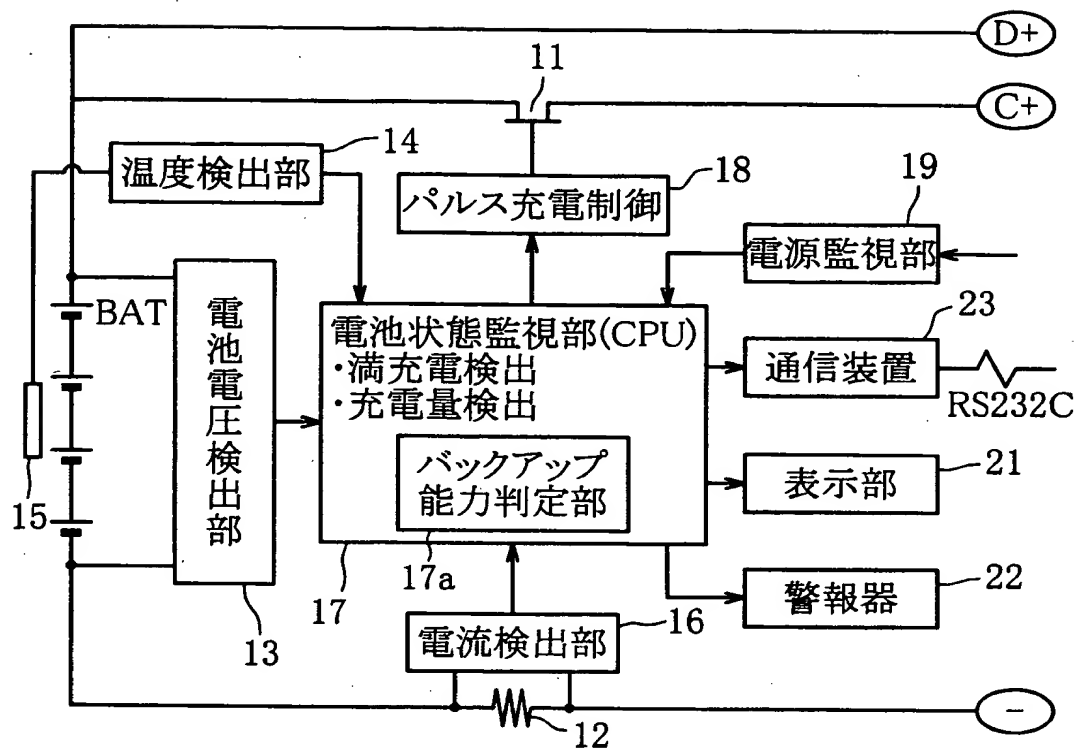 D+
11
C+
14
温度検出部
18
パルス充電制御
19
電源監視部
BAT
電池電圧検出部
電池状態監視部(CPU)
・満充電検出
・充電量検出
23
通信装置
RS232C
バックアップ
能力判定部
21
表示部
15
17
17a
22
警報器
13
16
電流検出部
12
−